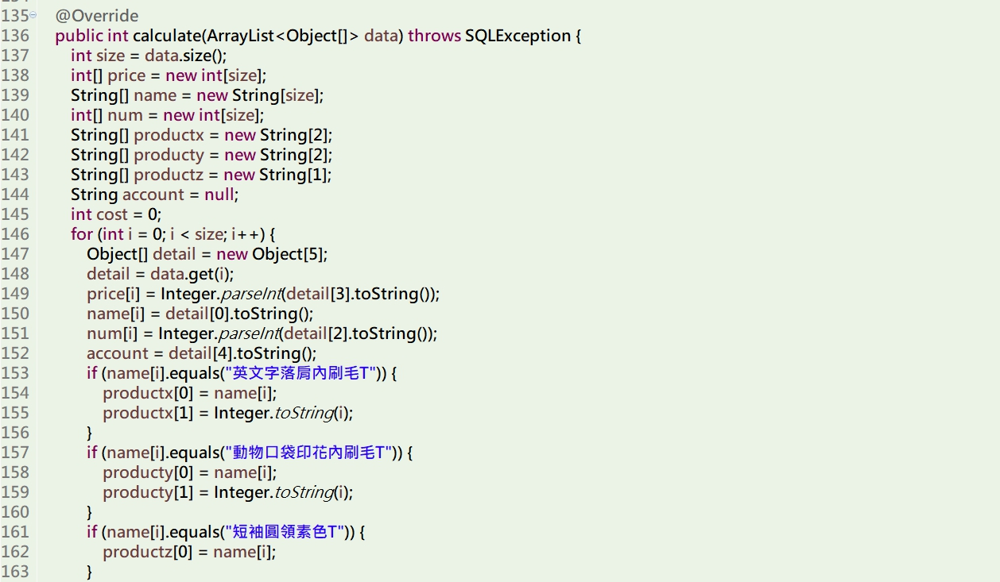 135 @Override
136 public int calculate(ArrayList<Object[]> data) throws SQLException {
137 int size = data.size();
138 int[] price = new int[size];
139 String[] name = new String[size];
140 int[] num = new int[size];
141 String[] productx = new String[2];
142 String[] producty = new String[2];
143 String[] productz = new String[1];
144 String account = null;
145 int cost = 0;
146 for (int i = 0; i < size; i++) {
147 Object[] detail = new Object[5];
148 detail = data.get(i);
149 price[i] = Integer.parseInt(detail[3].toString());
150 name[i] = detail[0].toString();
151 num[i] = Integer.parseInt(detail[2].toString());
152 account = detail[4].toString();
153 if (name[i].equals("英文字落肩內刷毛T")) {
154 productx[0] = name[i];
155 productx[1] = Integer.toString(i);
156 }
157 if (name[i].equals("動物口袋印花內刷毛T")) {
158 producty[0] = name[i];
159 producty[1] = Integer.toString(i);
160 }
161 if (name[i].equals("短袖圓領素色T")) {
162 productz[0] = name[i];
163 }